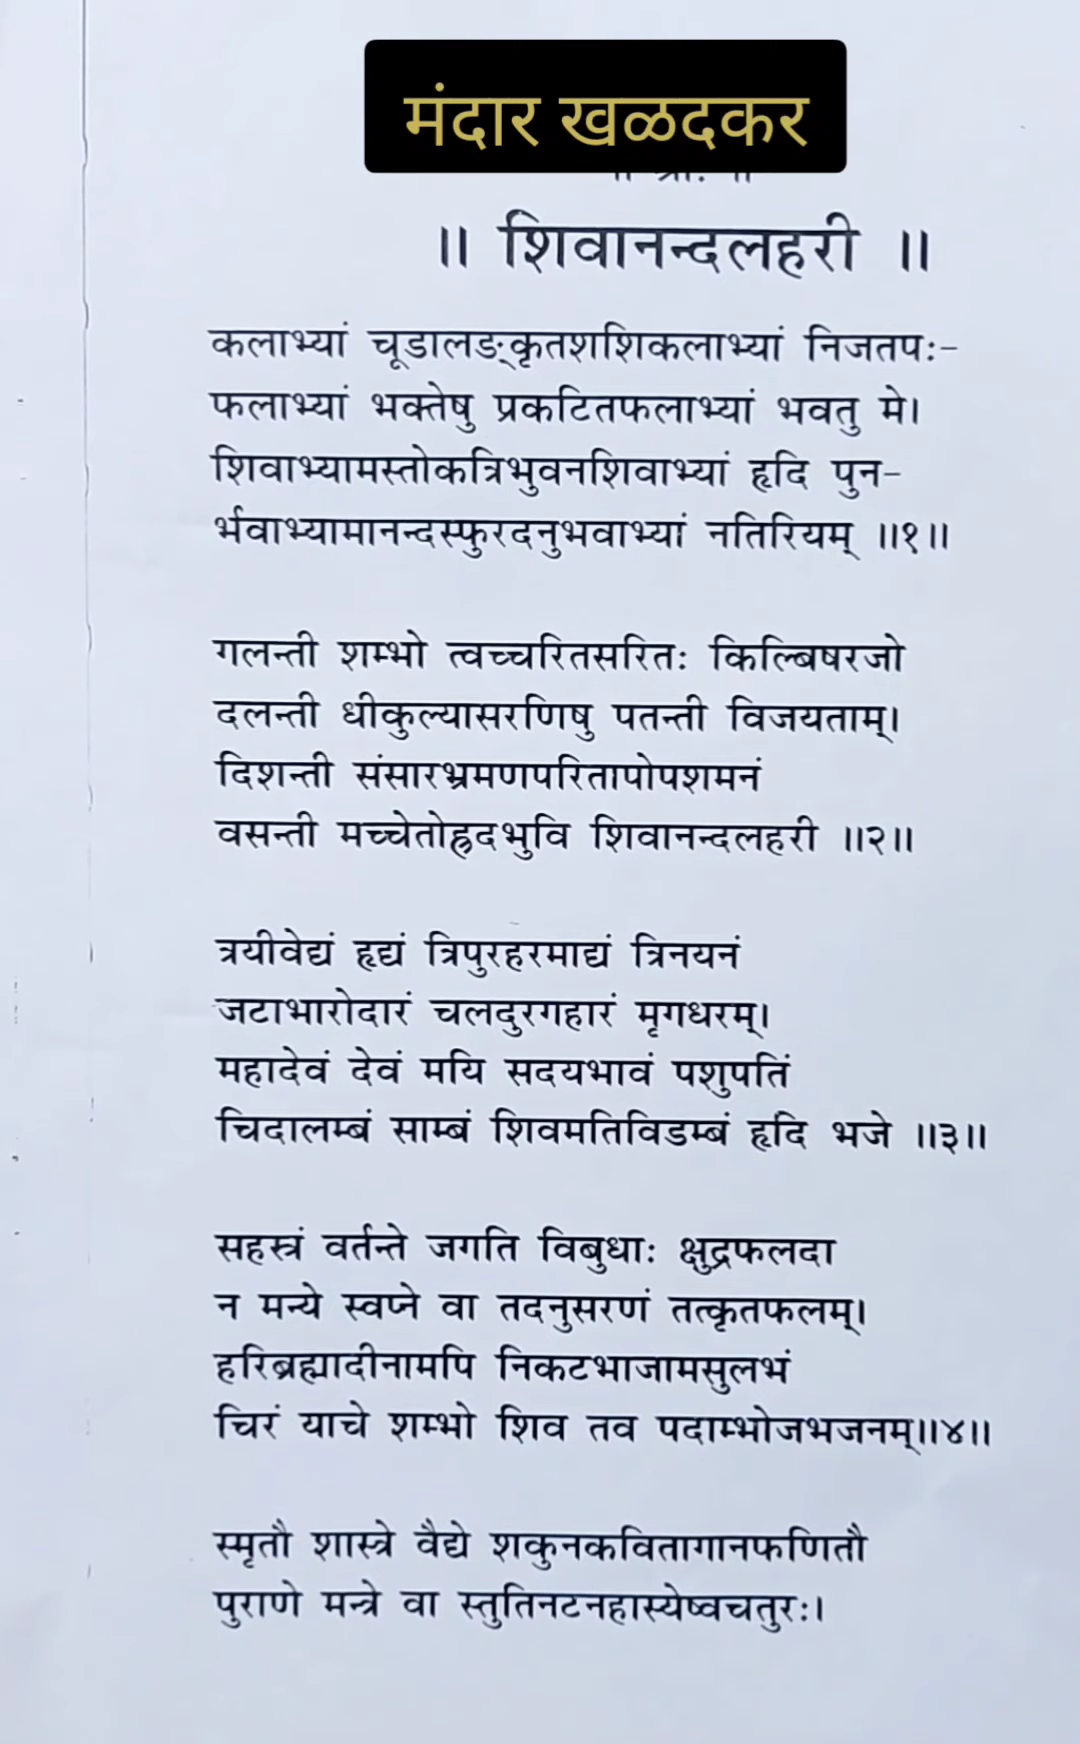 मंदार खळदकर
॥ शिवानन्दलहरी ॥
कलाभ्यां चूडालङ्कृतशशिकलाभ्यां निजतपः-
फलाभ्यां भक्तेषु प्रकटितफलाभ्यां भवतु मे।
शिवाभ्यामस्तोकत्रिभुवनशिवाभ्यां हृदि पुन-
र्भवाभ्यामानन्दस्फुरदनुभवाभ्यां नतिरियम् ॥१॥
गलन्ती शम्भो त्वच्चरितसरितः किल्बिषरजो
दलन्ती धीकुल्यासरणिषु पतन्ती विजयताम्।
दिशन्ती संसारभ्रमणपरितापोपशमनं
वसन्ती मच्चेतोह्रदभुवि शिवानन्दलहरी ॥२॥
त्रयीवेद्यं हृद्यं त्रिपुरहरमाद्यं त्रिनयनं
जटाभारोदारं चलदुरगहारं मृगधरम्।
महादेवं देवं मयि सदयभावं पशुपतिं
चिदालम्बं साम्बं शिवमतिविडम्बं हृदि भजे ॥३॥
सहस्त्रं वर्तन्ते जगति विबुधाः क्षुद्रफलदा
न मन्ये स्वप्ने वा तदनुसरणं तत्कृतफलम्।
हरिब्रह्मादीनामपि निकटभाजामसुलभं
चिरं याचे शम्भो शिव तव पदाम्भोजभजनम्॥४॥
स्मृतौ शास्त्रे वैद्ये शकुनकवितागानफणितौ
पुराणे मन्त्रे वा स्तुतिनटनहास्येष्वचतुरः।